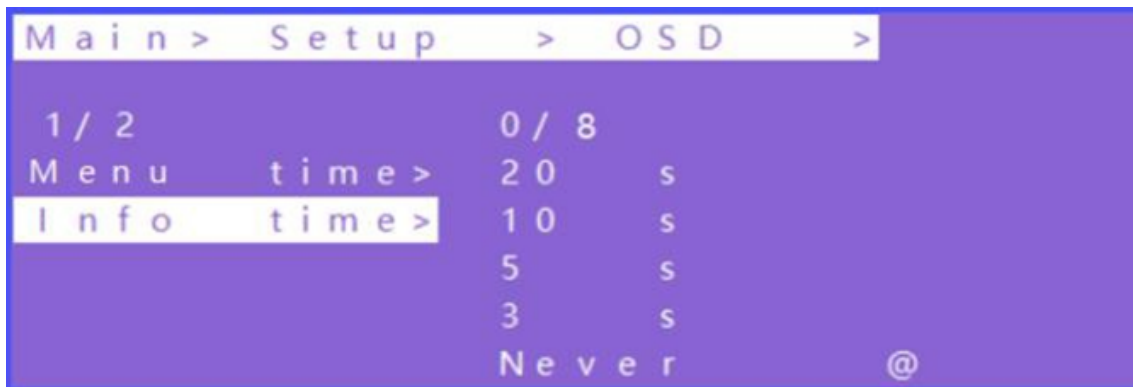 Main> Setup > OSD >
1/2 0/8
Menu time> 20 s
Info time> 10 s
5 s
3 s
Never @